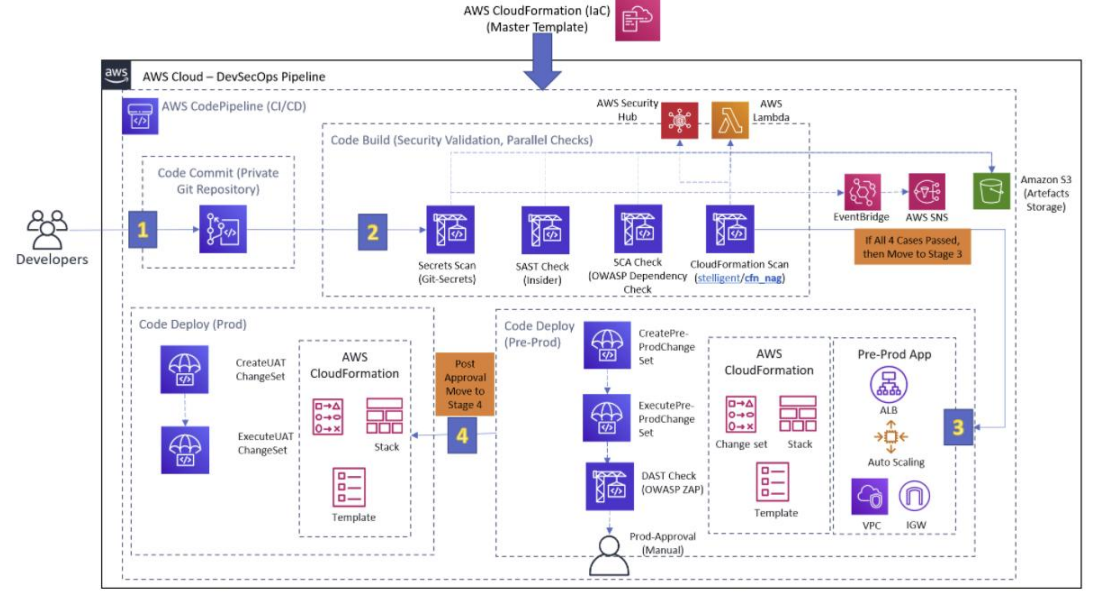 AWS CloudFormation (IaC)
(Master Template)
aws
AWS Cloud – DevSecOps Pipeline
AWS CodePipeline (CI/CD)
AWS Security
Hub
AWS
Lambda
Code Build (Security Validation, Parallel Checks)
Code Commit (Private
Git Repository)
Amazon S3
(Artefacts
Storage)
EventBridge
AWS SNS
Developers
1
2
If All 4 Cases Passed,
then Move to Stage 3
Secrets Scan
(Git-Secrets)
SAST Check
(Insider)
SCA Check
(OWASP Dependency
Check
CloudFormation Scan
(stelligent/cfn_nag)
Code Deploy (Prod)
CreateUAT
ChangeSet
ExecuteUAT
ChangeSet
AWS
CloudFormation
Stack
Template
Post
Approval
Move to
Stage 4
4
Code Deploy
(Pre-Prod)
CreatePre-
ProdChange
Set
ExecutePre-
ProdChange
Set
DAST Check
(OWASP ZAP)
Prod-Approval
(Manual)
AWS
CloudFormation
Change set
Stack
Template
Pre-Prod App
ALB
Auto Scaling
VPC
IGW
3